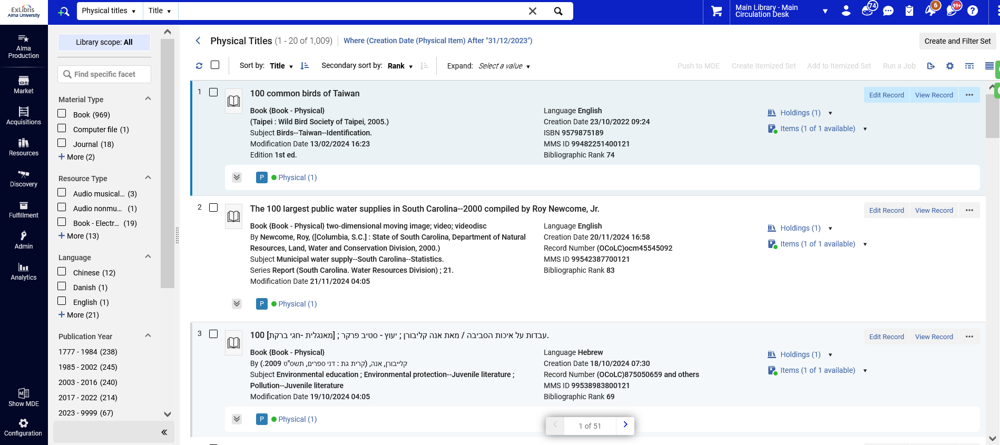 ExLibris
Alma University
Physical titles
Title
Main Library - Main
Circulation Desk
74
6
99+
Alma
Production
Market
Acquisitions
Resources
Discovery
Fulfillment
Admin
Analytics
Show MDE
Configuration
Library scope: All
Find specific facet
Material Type
Book (969)
Computer file (1)
Journal (18)
+ More (2)
Resource Type
Audio musical... (3)
Audio nonmu... (1)
Book - Electr... (19)
+ More (13)
Language
Chinese (12)
Danish (1)
English (1)
+ More (21)
Publication Year
1777 - 1984 (238)
1985 - 2002 (245)
2003 - 2016 (240)
2017 - 2022 (214)
2023 - 9999 (67)
Physical Titles (1 - 20 of 1,009)
Where (Creation Date (Physical Item) After "31/12/2023")
Create and Filter Set
Sort by: Title
Secondary sort by: Rank
Expand: Select a value
Push to MDE
Create Itemized Set
Add to Itemized Set
Run a Job
1
100 common birds of Taiwan
Edit Record
View Record
Book {Book - Physical}
(Taipei : Wild Bird Society of Taipei, 2005.)
Subject Birds--Taiwan--Identification.
Modification Date 13/02/2024 16:23
Edition 1st ed.
Language English
Creation Date 23/10/2022 09:24
ISBN 9579875189
MMS ID 99482251400121
Bibliographic Rank 74
Holdings (1)
Items (1 of 1 available)
P Physical (1)
2
The 100 largest public water supplies in South Carolina--2000 compiled by Roy Newcome, Jr.
Edit Record
View Record
Book {Book - Physical} two-dimensional moving image; video; videodisc
By Newcome, Roy, ([Columbia, S.C.] : State of South Carolina, Department of Natural
Resources, Land, Water and Conservation Division, 2000.)
Subject Municipal water supply--South Carolina--Statistics.
Series Report (South Carolina. Water Resources Division) ; 21.
Modification Date 21/11/2024 04:05
Language English
Creation Date 20/11/2024 16:58
Record Number (OCoLC)ocm45545092
MMS ID 99542387700121
Bibliographic Rank 83
Holdings (1)
Items (1 of 1 available)
P Physical (1)
3
100 עבדות על איכות הסביבה / מאת אנה קליבורן ; יעוץ - סטיב פרקר ; [מאנגלית -חגי ברקת].
Edit Record
View Record
Book {Book - Physical}
By קלייבורן, אנה, (קרית גת : דני ספרים, תשס"ט 2009.)
Subject Environmental education ; Environmental protection--Juvenile literature ;
Pollution--Juvenile literature
Modification Date 19/10/2024 04:05
Language Hebrew
Creation Date 18/10/2024 07:30
Record Number (OCoLC)875050659 and others
MMS ID 99538983800121
Bibliographic Rank 69
Holdings (1)
Items (1 of 1 available)
P Physical (1)
1 of 51